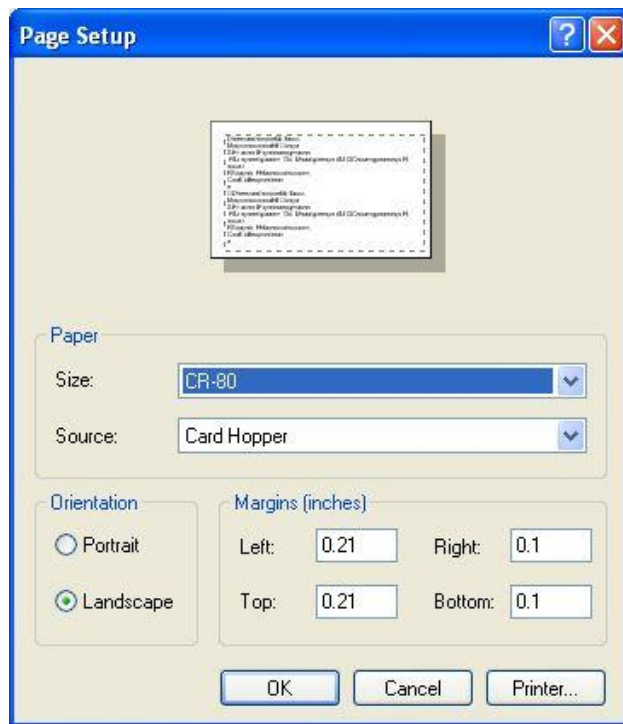 Page Setup
Paper
Size: CR-80
Source: Card Hopper
Orientation
Portrait
Landscape
Margins (inches)
Left: 0.21 Right: 0.1
Top: 0.21 Bottom: 0.1
OK Cancel Printer...